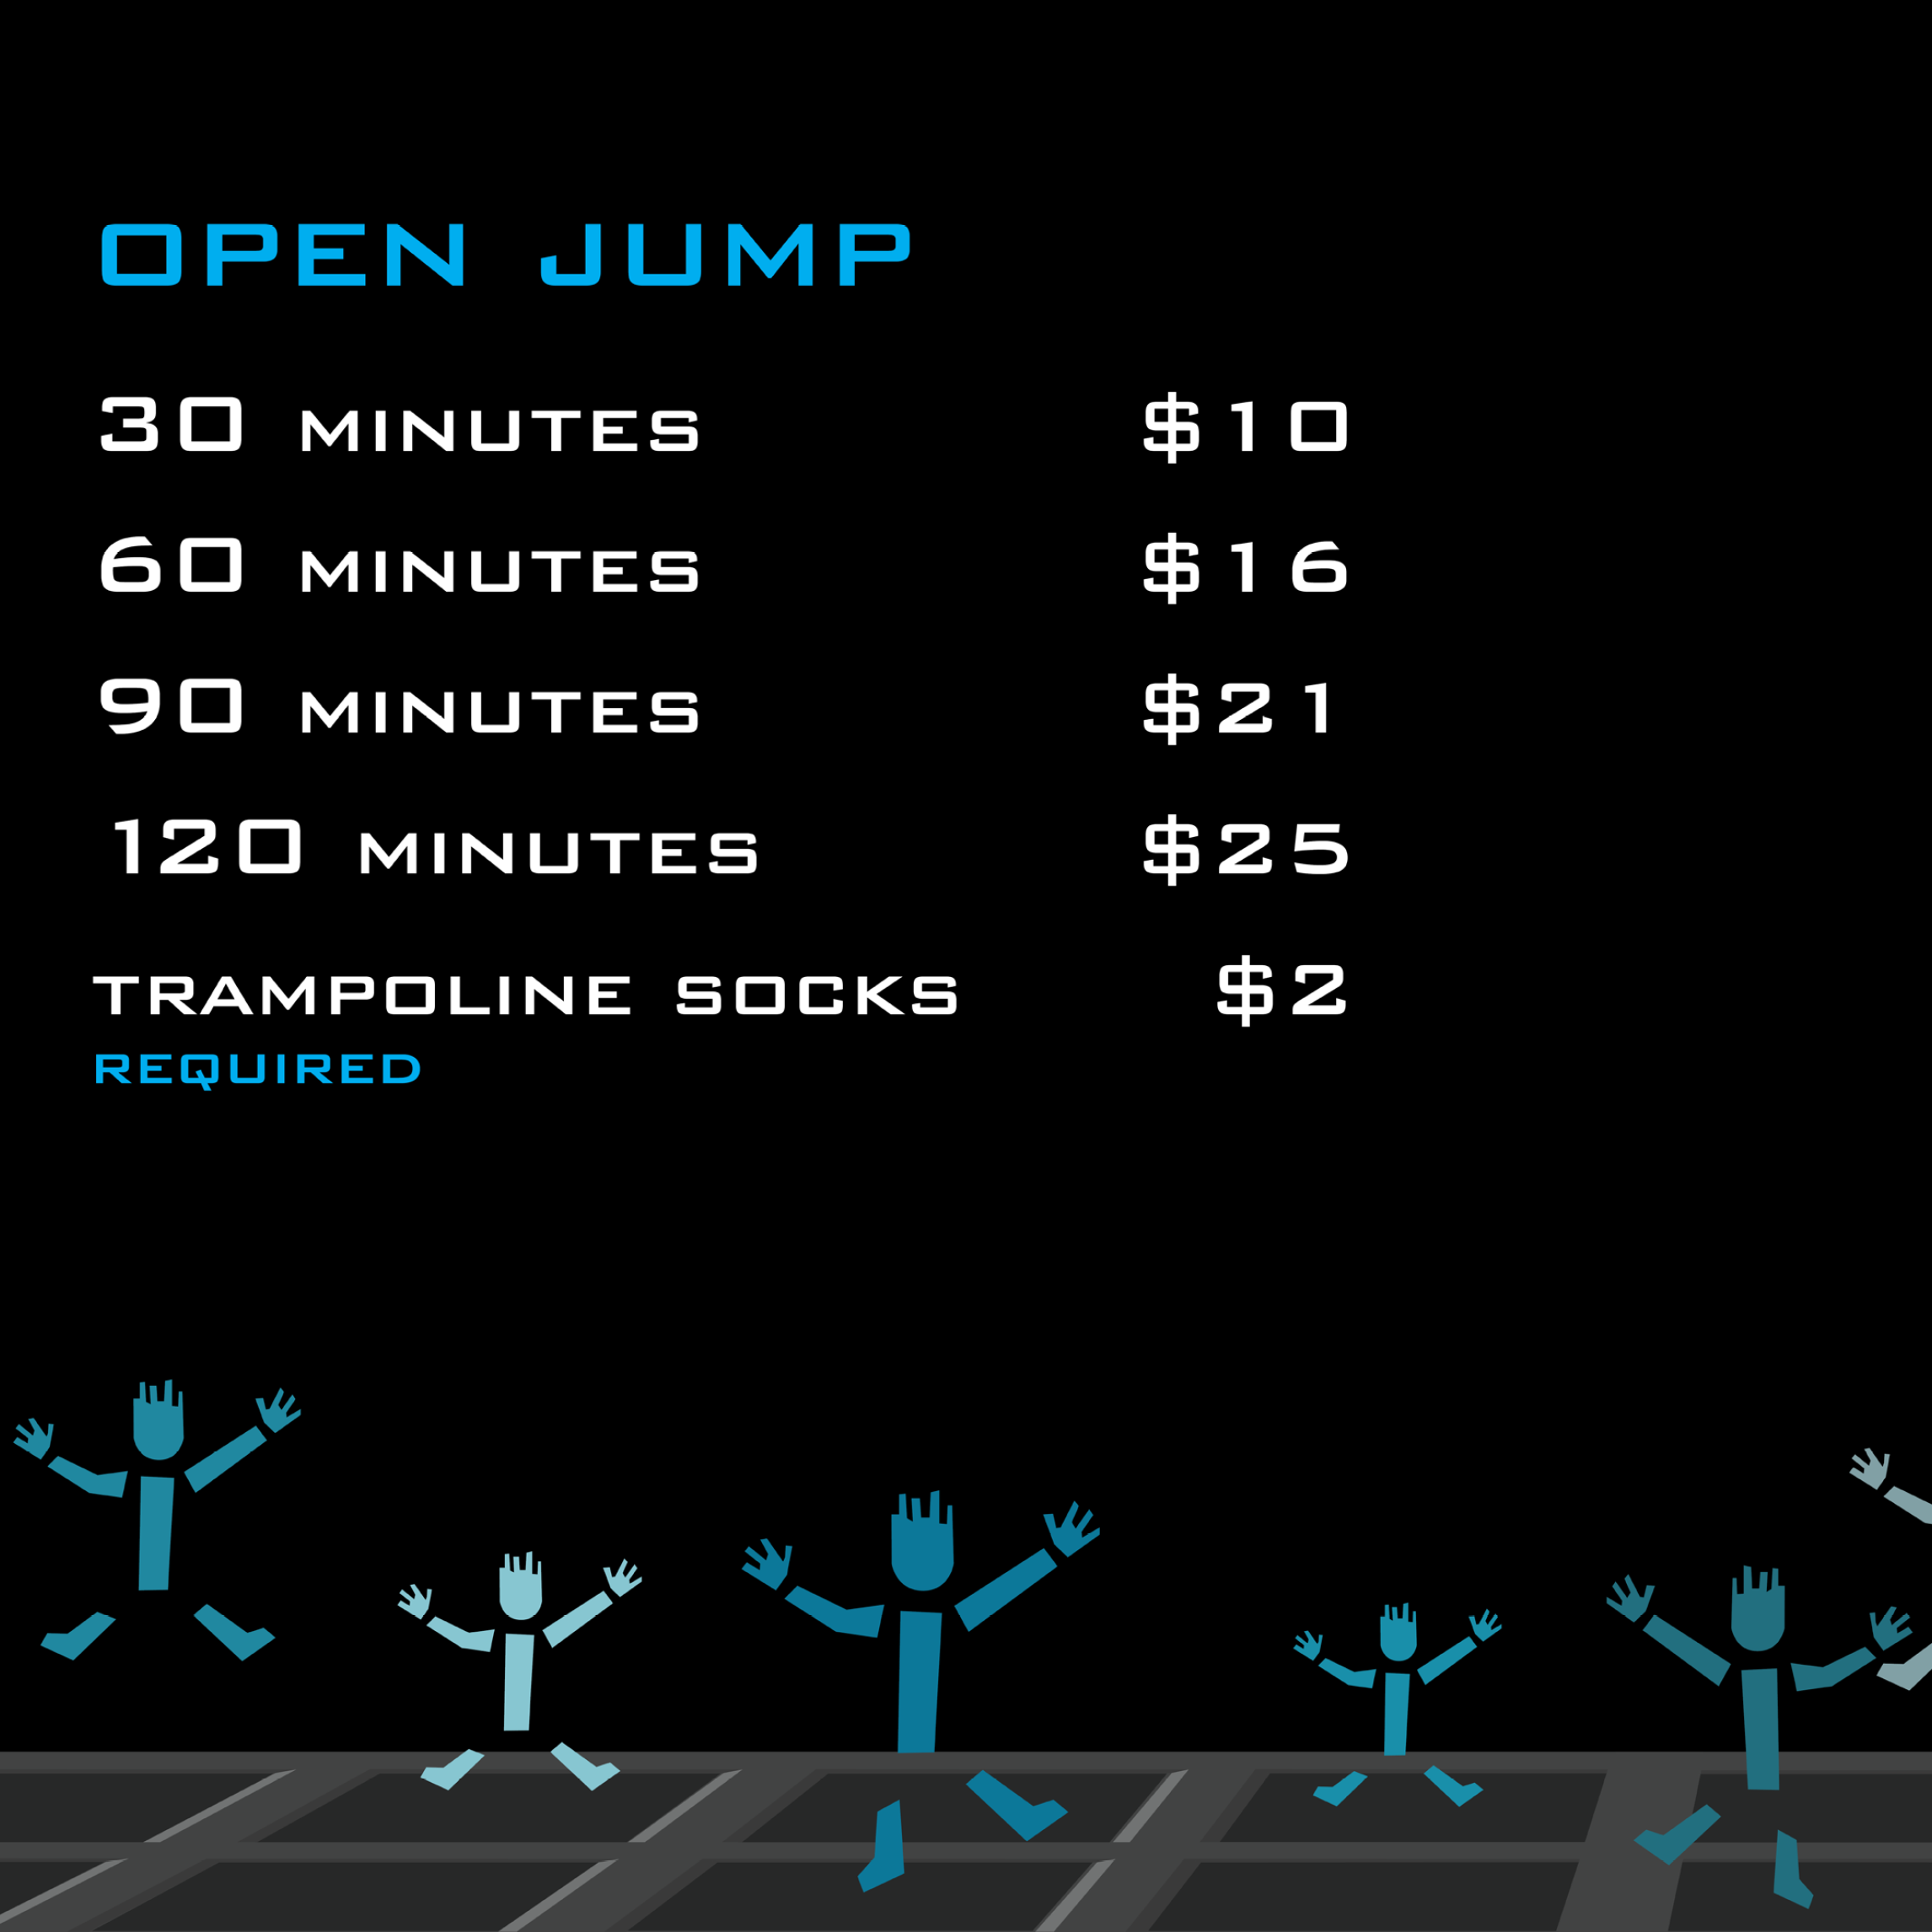 OPEN JUMP
30 MINUTES $10
60 MINUTES $16
90 MINUTES $21
120 MINUTES $25
TRAMPOLINE SOCKS $2
REQUIRED